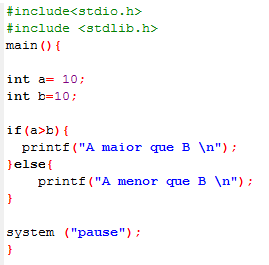 #include<stdio.h>
#include <stdlib.h>
main(){
int a= 10;
int b=10;
if(a>b){
printf("A maior que B \n");
}else{
printf("A menor que B \n");
}
system ("pause");
}